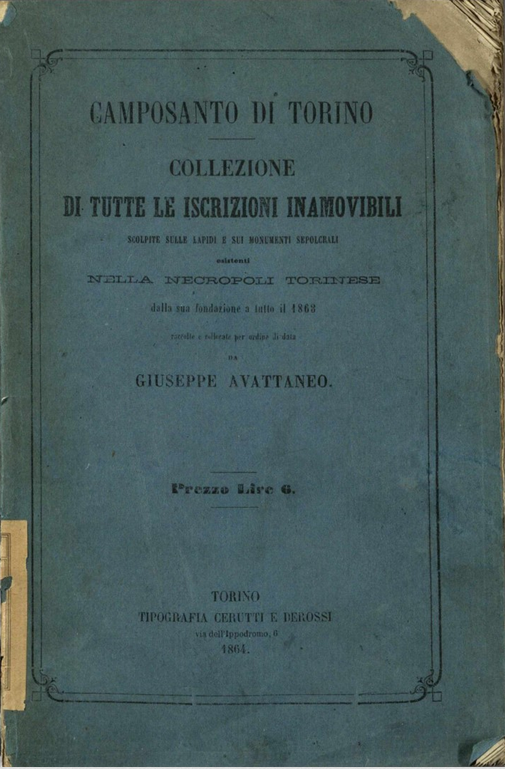 CAMPOSANTO DI TORINO
COLLEZIONE
DI TUTTE LE ISCRIZIONI INAMOVIBILI
SCOLPITE SULLE LAPIDI E SUI MONUMENTI SEPOLCRALI
esistenti
NELLA NECROPOLI TORINESE
dalla sua fondazione a tutto il 1863
raccolte e collocate per ordine di data
DA
GIUSEPPE AVATTANEO.
Prezzo Lire 6.
TORINO
TIPOGRAFIA CERUTTI E DEROSSI
via dell'Ippodromo, 6
1864.